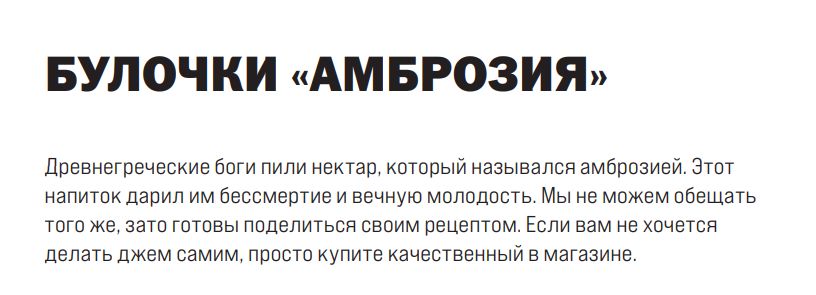 БУЛОЧКИ «АМБРОЗИЯ»
Древнегреческие боги пили нектар, который назывался амброзией. Этот
напиток дарил им бессмертие и вечную молодость. Мы не можем обещать
того же, зато готовы поделиться своим рецептом. Если вам не хочется
делать джем самим, просто купите качественный в магазине.